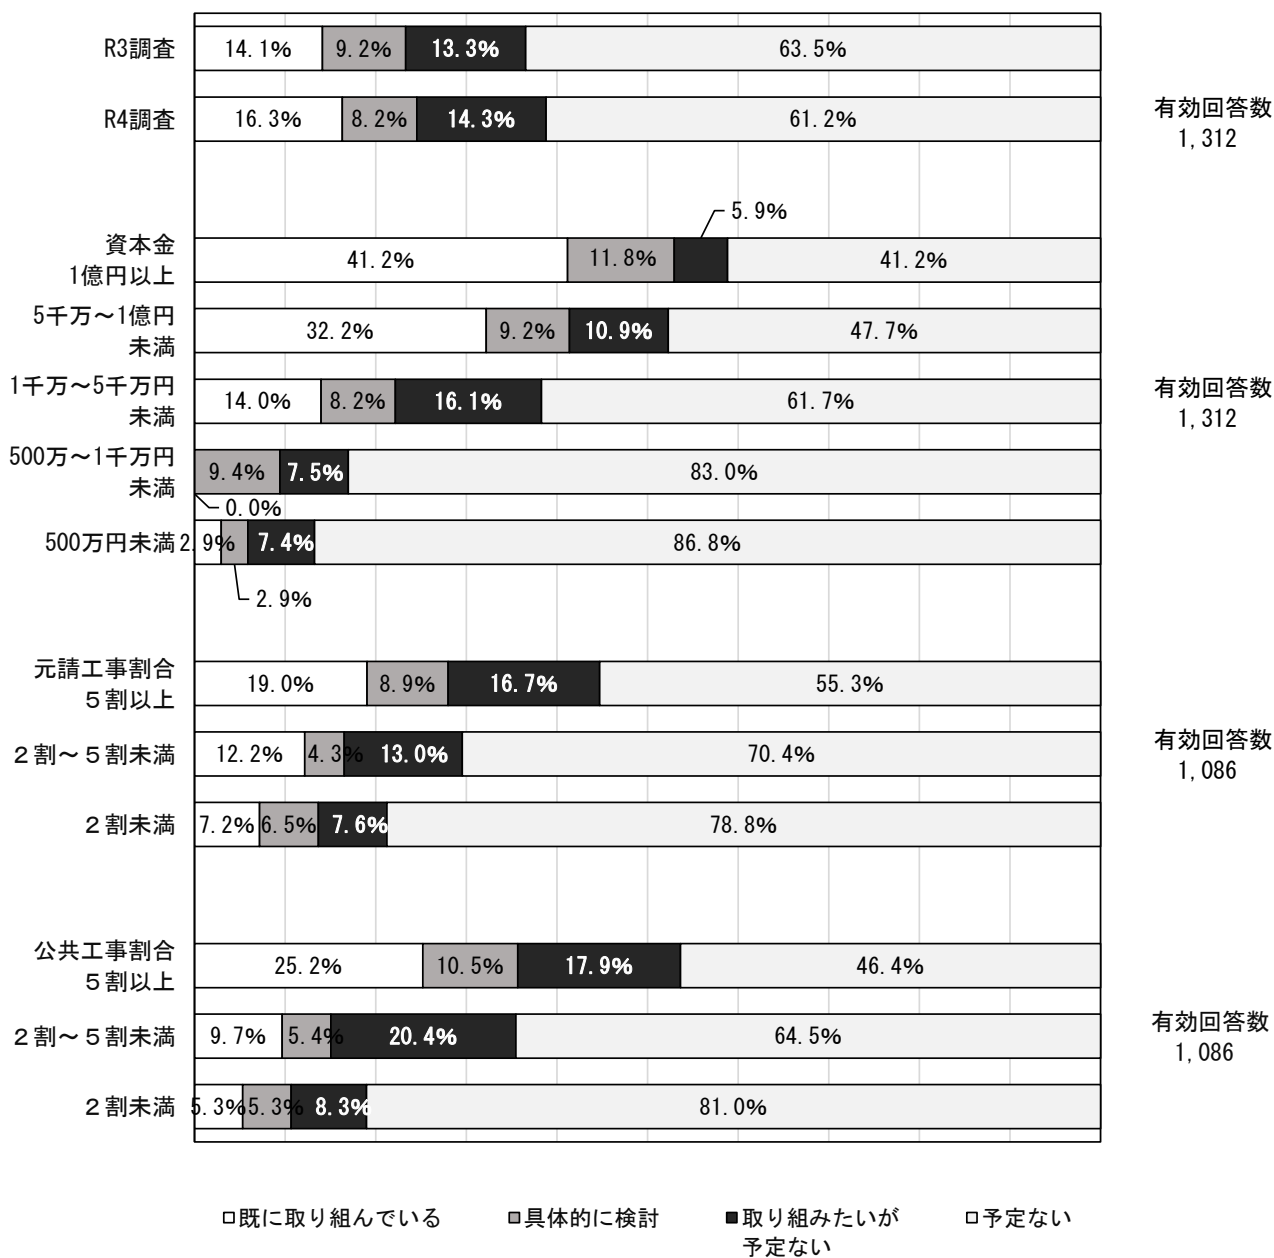 R3調査
14.1%
9.2%
13.3%
63.5%
R4調査
16.3%
8.2%
14.3%
61.2%
有効回答数
1,312
5.9%
資本金
1億円以上
41.2%
11.8%
41.2%
5千万～1億円
未満
32.2%
9.2%
10.9%
47.7%
1千万～5千万円
未満
14.0%
8.2%
16.1%
61.7%
有効回答数
1,312
500万～1千万円
未満
9.4%
7.5%
83.0%
0.0%
500万円未満
2.9%
7.4%
86.8%
2.9%
元請工事割合
５割以上
19.0%
8.9%
16.7%
55.3%
２割～５割未満
12.2%
4.3%
13.0%
70.4%
有効回答数
1,086
２割未満
7.2%
6.5%
7.6%
78.8%
公共工事割合
５割以上
25.2%
10.5%
17.9%
46.4%
２割～５割未満
9.7%
5.4%
20.4%
64.5%
有効回答数
1,086
２割未満
5.3%
5.3%
8.3%
81.0%
既に取り組んでいる
具体的に検討
取り組みたいが
予定ない
予定ない